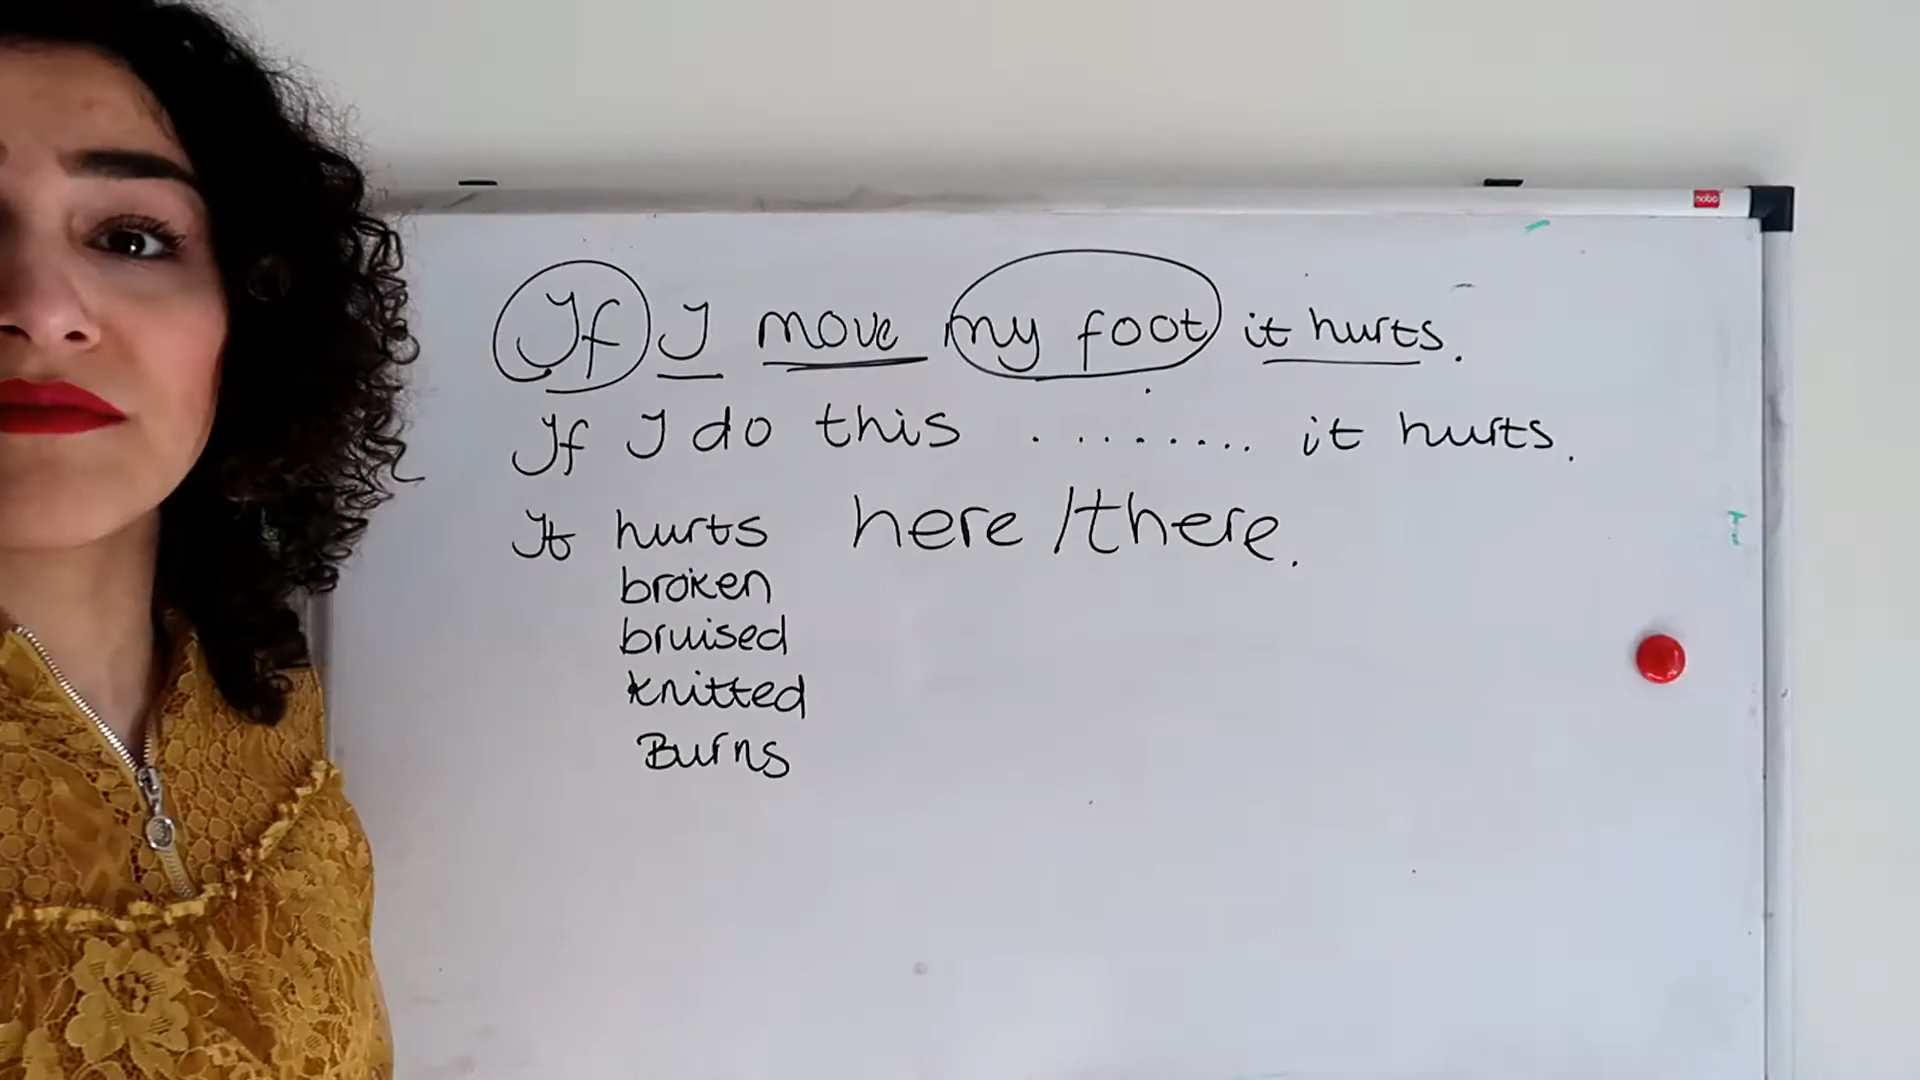 nobo
If I move my foot it hurts.
If I do this ........ it hurts.
It hurts here/there.
broken
bruised
knitted
Burns